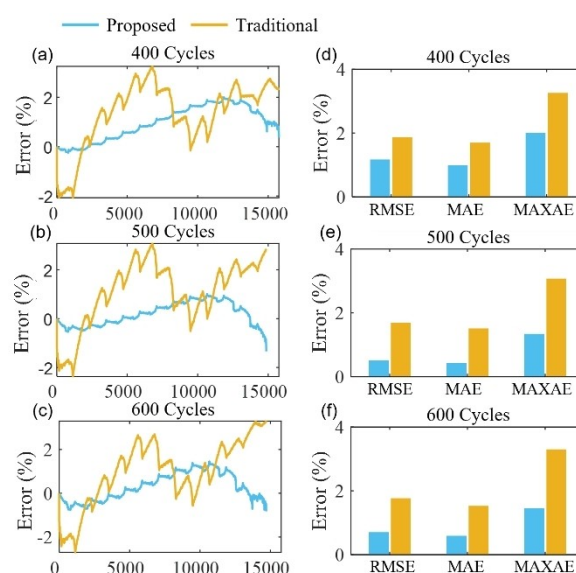 Proposed Traditional
(a) 400 Cycles
Error (%)
2
0
-2
0 5000 10000 15000
(b) 500 Cycles
Error (%)
2
0
-2
0 5000 10000 15000
(c) 600 Cycles
Error (%)
2
0
-2
0 5000 10000 15000
(d) 400 Cycles
Error (%)
4
2
0
RMSE MAE MAXAE
(e) 500 Cycles
Error (%)
4
2
0
RMSE MAE MAXAE
(f) 600 Cycles
Error (%)
4
2
0
RMSE MAE MAXAE